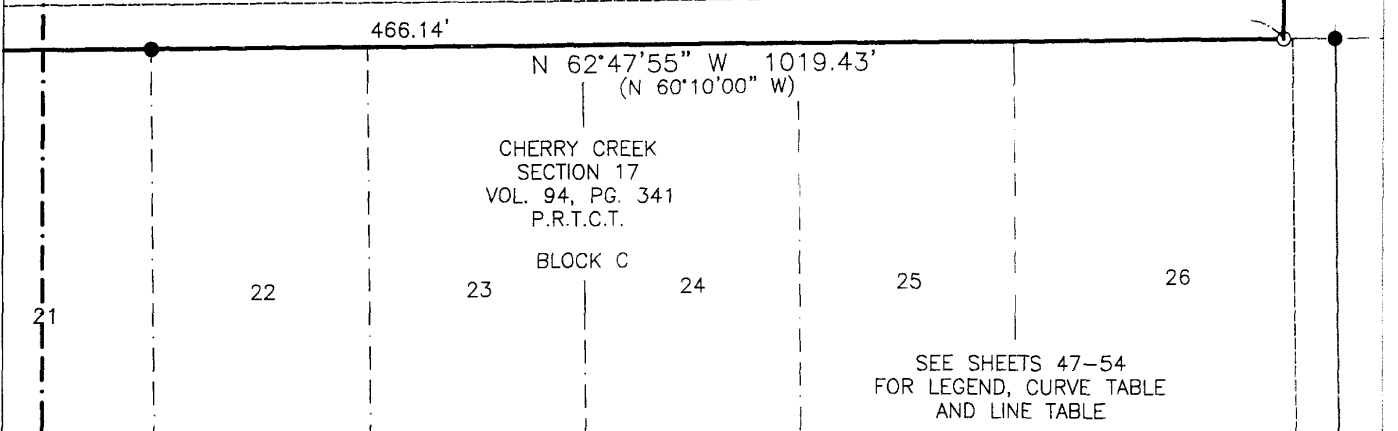 466.14'
N 62°47'55" W 1019.43'
(N 60°10'00" W)
CHERRY CREEK
SECTION 17
VOL. 94, PG. 341
P.R.T.C.T.
BLOCK C
21
22
23
24
25
26
SEE SHEETS 47-54
FOR LEGEND, CURVE TABLE
AND LINE TABLE